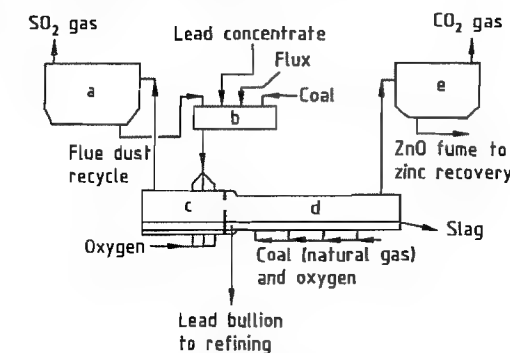 SO₂ gas
CO₂ gas
Lead concentrate
Flux
Coal
a
b
e
Flue dust
recycle
ZnO fume to
zinc recovery
c
d
Slag
Oxygen
Coal (natural gas)
and oxygen
Lead bullion
to refining